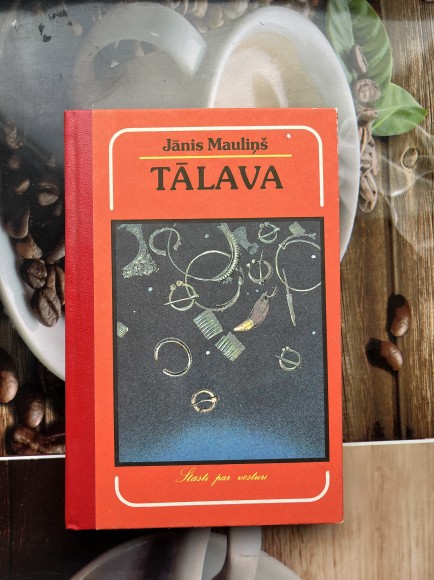 Jānis Mauliņš
TĀLAVA
Stāsti par vēsturi